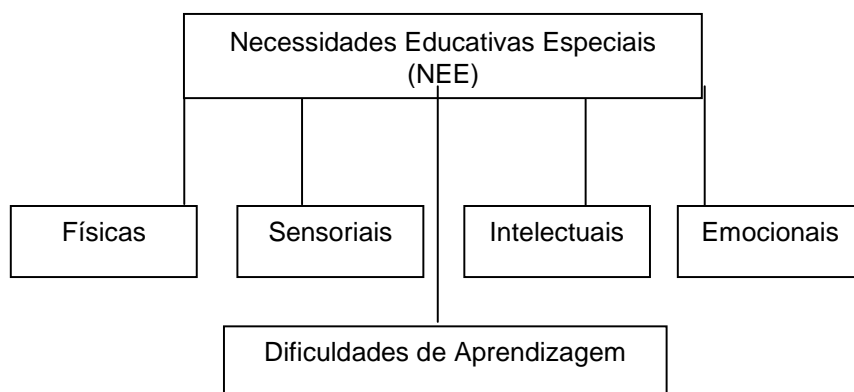 Necessidades Educativas Especiais
(NEE)
Físicas
Sensoriais
Intelectuais
Emocionais
Dificuldades de Aprendizagem